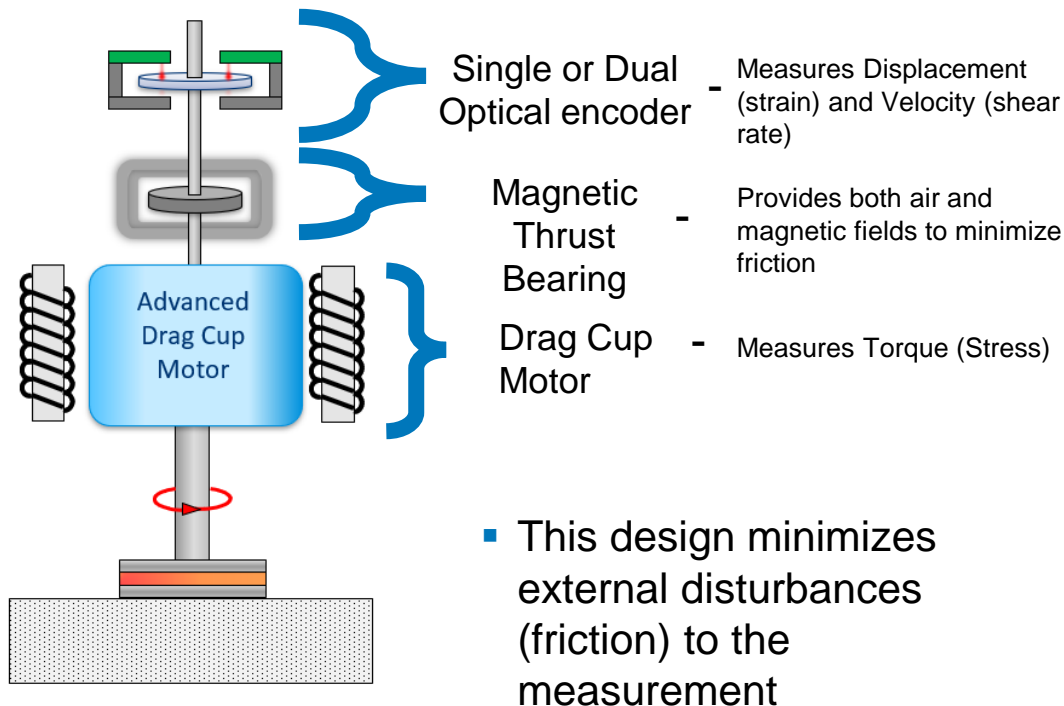 Single or Dual
Optical encoder
-
Measures Displacement
(strain) and Velocity (shear
rate)
Magnetic
Thrust
Bearing
-
Provides both air and
magnetic fields to minimize
friction
Advanced
Drag Cup
Motor
Drag Cup
Motor
-
Measures Torque (Stress)
▪ This design minimizes
external disturbances
(friction) to the
measurement